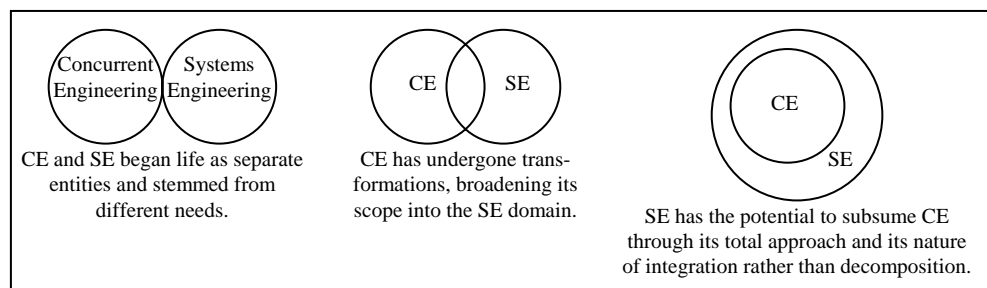 Concurrent
Engineering
Systems
Engineering
CE and SE began life as separate
entities and stemmed from
different needs.
CE
SE
CE has undergone trans-
formations, broadening its
scope into the SE domain.
CE
SE
SE has the potential to subsume CE
through its total approach and its nature
of integration rather than decomposition.